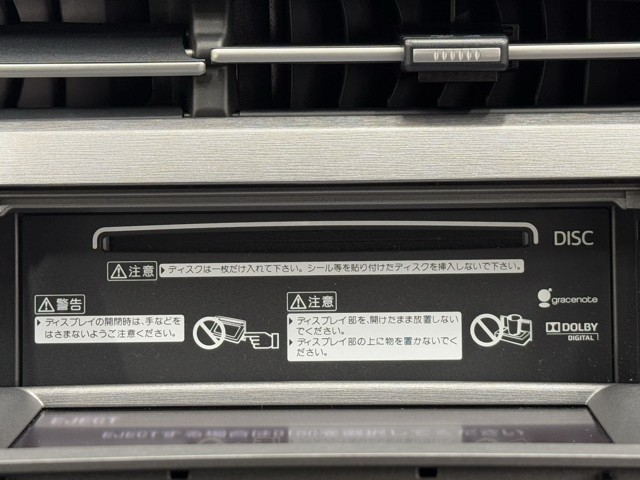 DISC
注意
ディスクは一枚だけ入れて下さい。シール等を貼り付けたディスクを挿入しないで下さい。
警告
ディスプレイの開閉時は、手などを
はさまないようご注意ください。
注意
ディスプレイ部を、開けたまま放置しない
でください。
ディスプレイ部の上に物を置かないでく
ださい。
gracenote
DOLBY
DIGITAL
EJECT